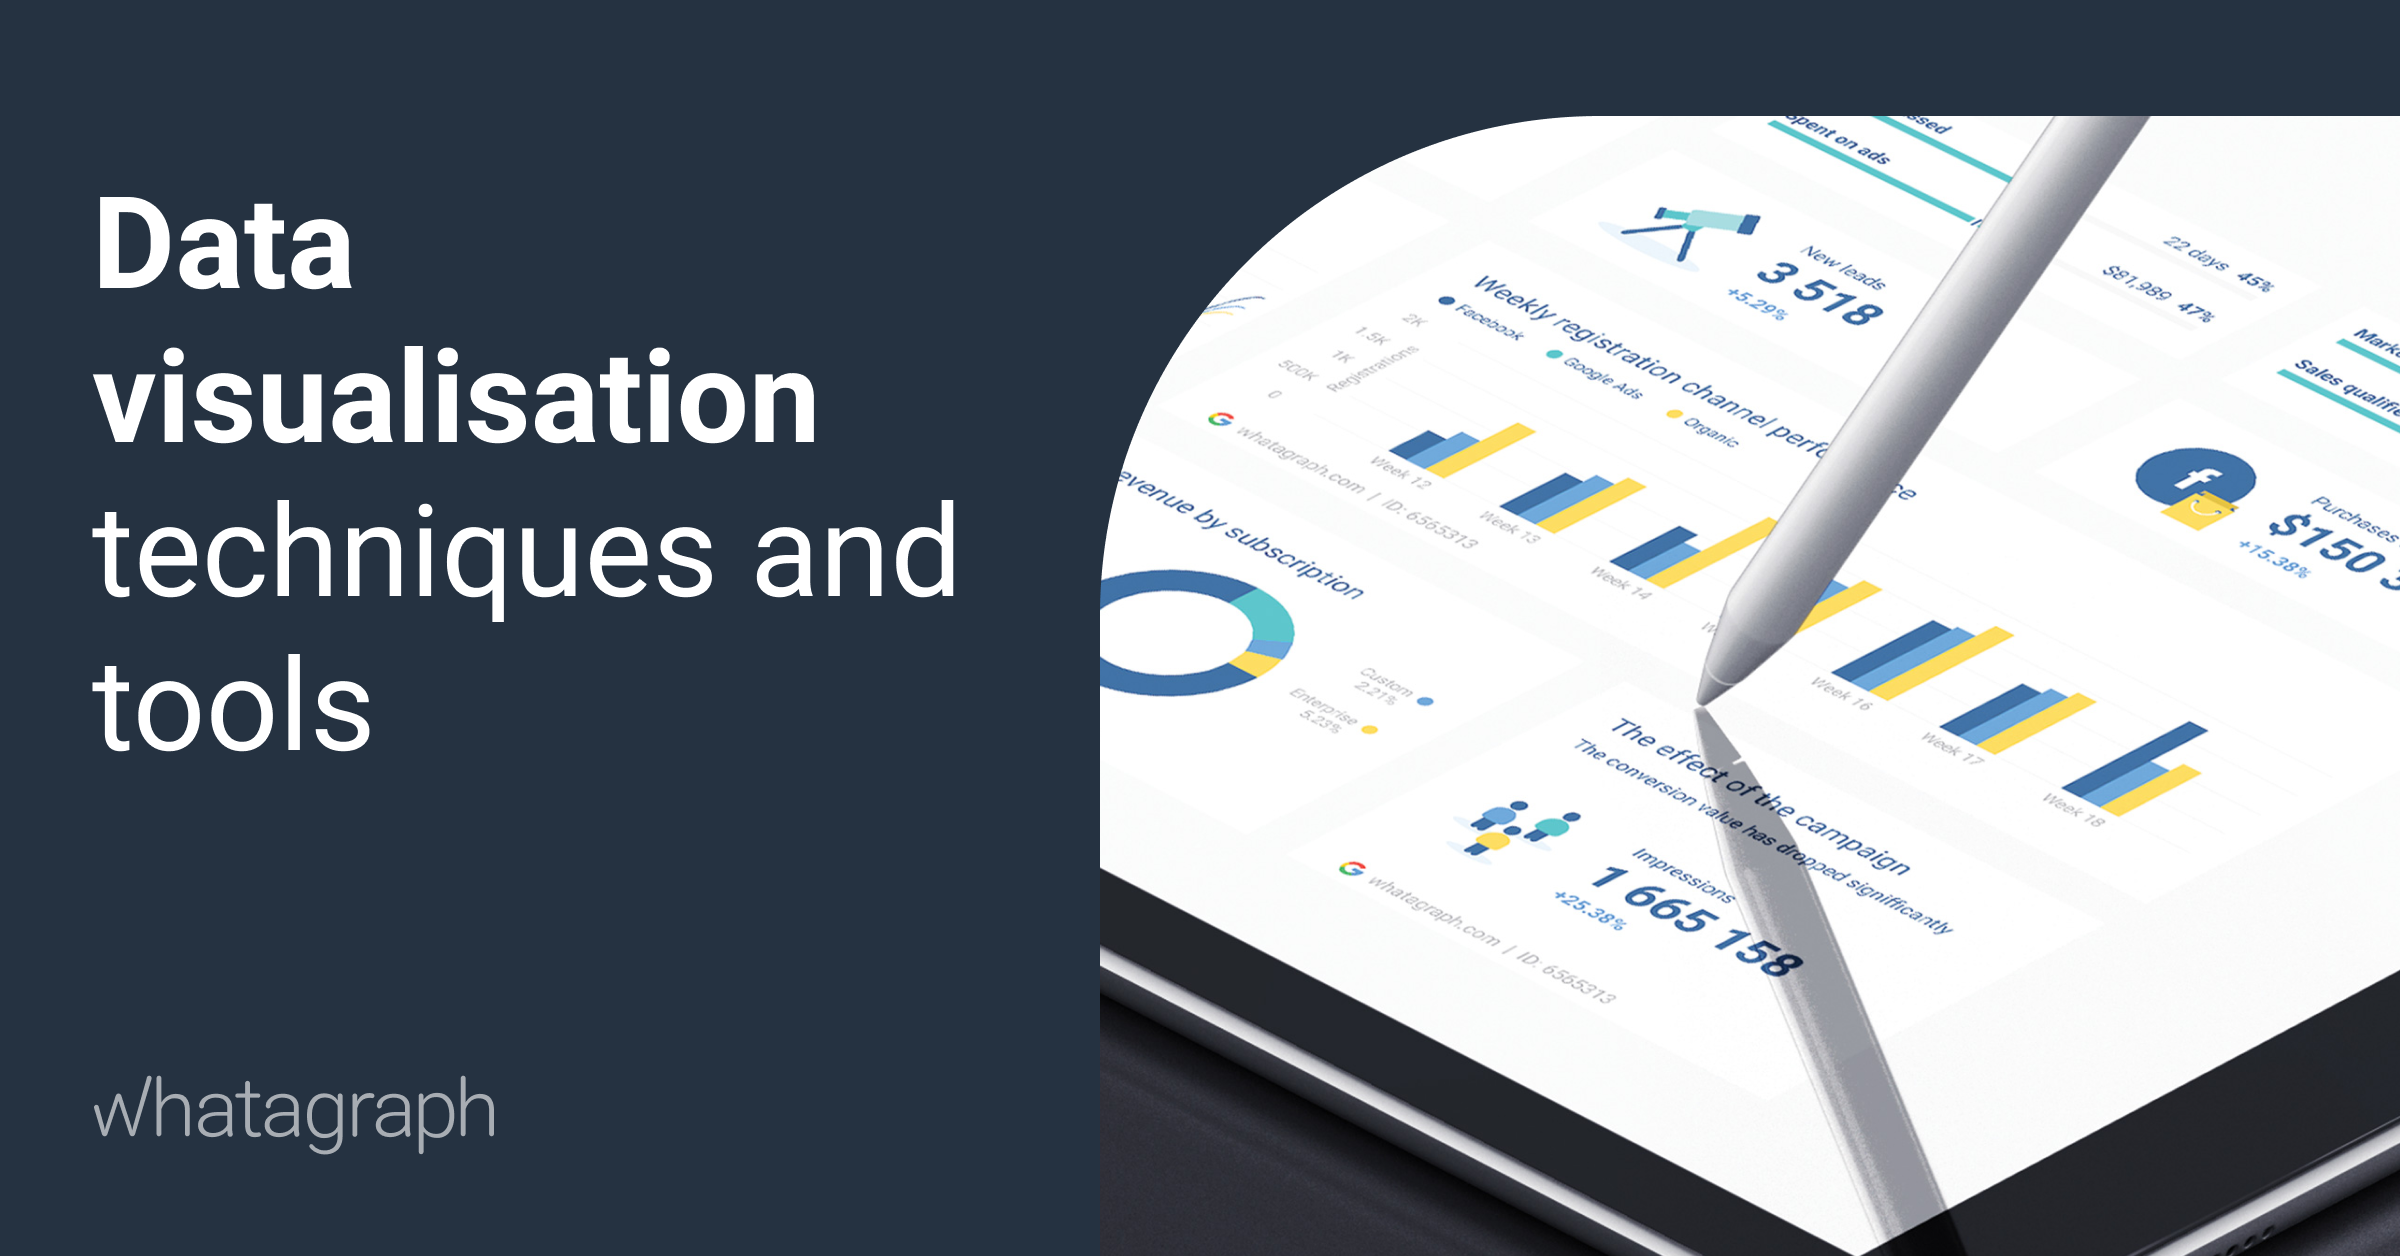 Data
visualisation
techniques and
tools
whatagraph
Spent on ads
22 days 45%
$81,989 47%
New leads
3 518
+5.29%
Weekly registration channel
Facebook
Google Ads
Organic
2K
1.5K
1K
500K
0
Registrations
Week 12
Week 13
Week 14
Week 16
Week 17
Week 18
whatagraph.com | ID: 6565313
by subscription
Custom
2.21%
Enterprise
5.23%
Sales
Purchases
$150
+15.38%
The effect of the campaign
The conversion value has dropped signifficantly
Impressions
1 665 158
+25.38%
whatagraph.com | ID: 6565313